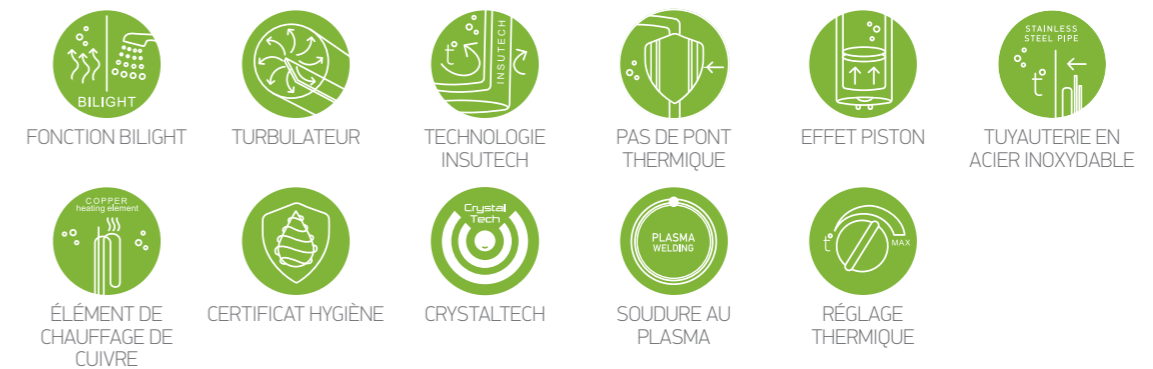 BILIGHT
FONCTION BILIGHT
TURBULATEUR
t°
INSUTECH
TECHNOLOGIE
INSUTECH
PAS DE PONT
THERMIQUE
EFFET PISTON
STAINLESS
STEEL PIPE
t°
TUYAUTERIE EN
ACIER INOXYDABLE
COPPER
heating element
ÉLÉMENT DE
CHAUFFAGE DE
CUIVRE
CERTIFICAT HYGIÈNE
Crystal
Tech
CRYSTALTECH
PLASMA
WELDING
SOUDURE AU
PLASMA
t°
MAX
RÉGLAGE
THERMIQUE